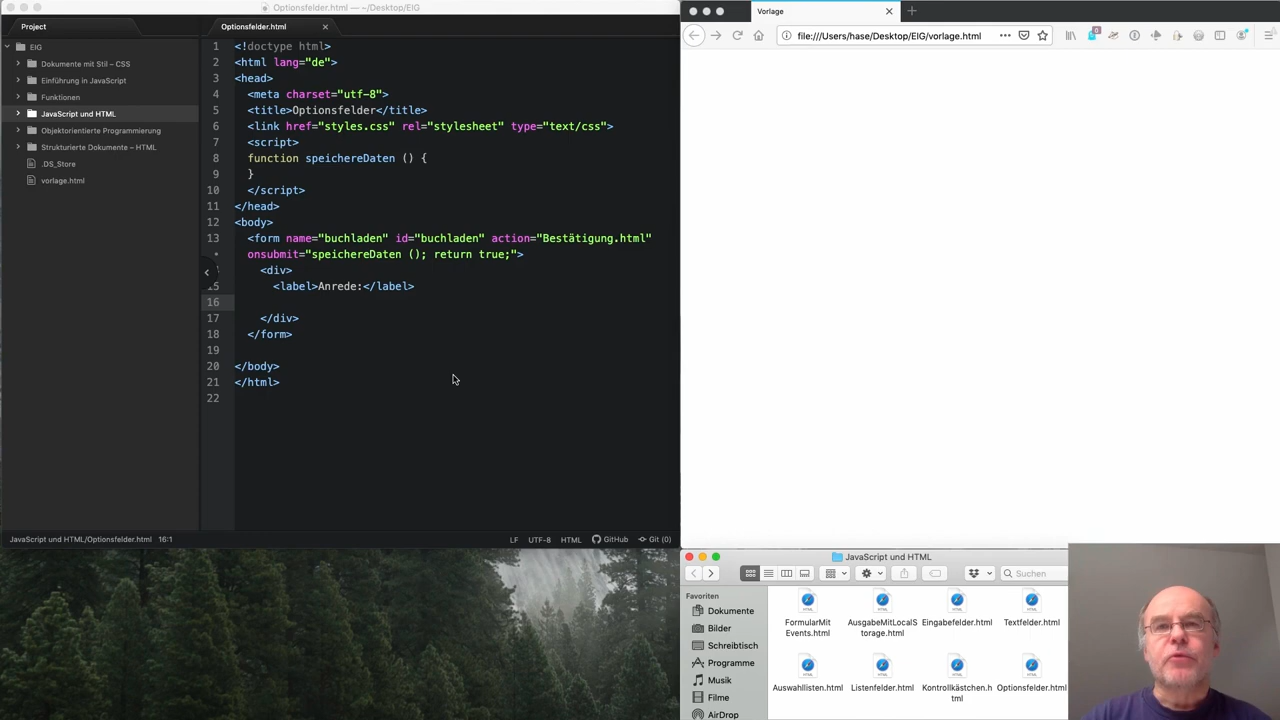 Optionsfelder.html — ~/Desktop/EIG
Project
EIG
Dokumente mit Stil – CSS
Einführung in JavaScript
Funktionen
JavaScript und HTML
Objektorientierte Programmierung
Strukturierte Dokumente – HTML
.DS_Store
vorlage.html
Optionsfelder.html
1 <!doctype html>
2 <html lang="de">
3 <head>
4 <meta charset="utf-8">
5 <title>Optionsfelder</title>
6 <link href="styles.css" rel="stylesheet" type="text/css">
7 <script>
8 function speichereDaten () {
9 }
10 </script>
11 </head>
12 <body>
13 <form name="buchladen" id="buchladen" action="Bestätigung.html"
• onsubmit="speichereDaten (); return true;">
<div>
15 <label>Anrede:</label>
16
17 </div>
18 </form>
19
20 </body>
21 </html>
22
JavaScript und HTML/Optionsfelder.html 16:1
LF UTF-8 HTML GitHub Git (0)
Vorlage
file:///Users/hase/Desktop/EIG/vorlage.html
JavaScript und HTML
Suchen
Favoriten
Dokumente
Bilder
Schreibtisch
Programme
Musik
Filme
AirDrop
FormularMit
Events.html
AusgabeMitLocalS
torage.html
Eingabefelder.html
Textfelder.html
Auswahllisten.html
Listenfelder.html
Kontrollkästchen.h
tml
Optionsfelder.html